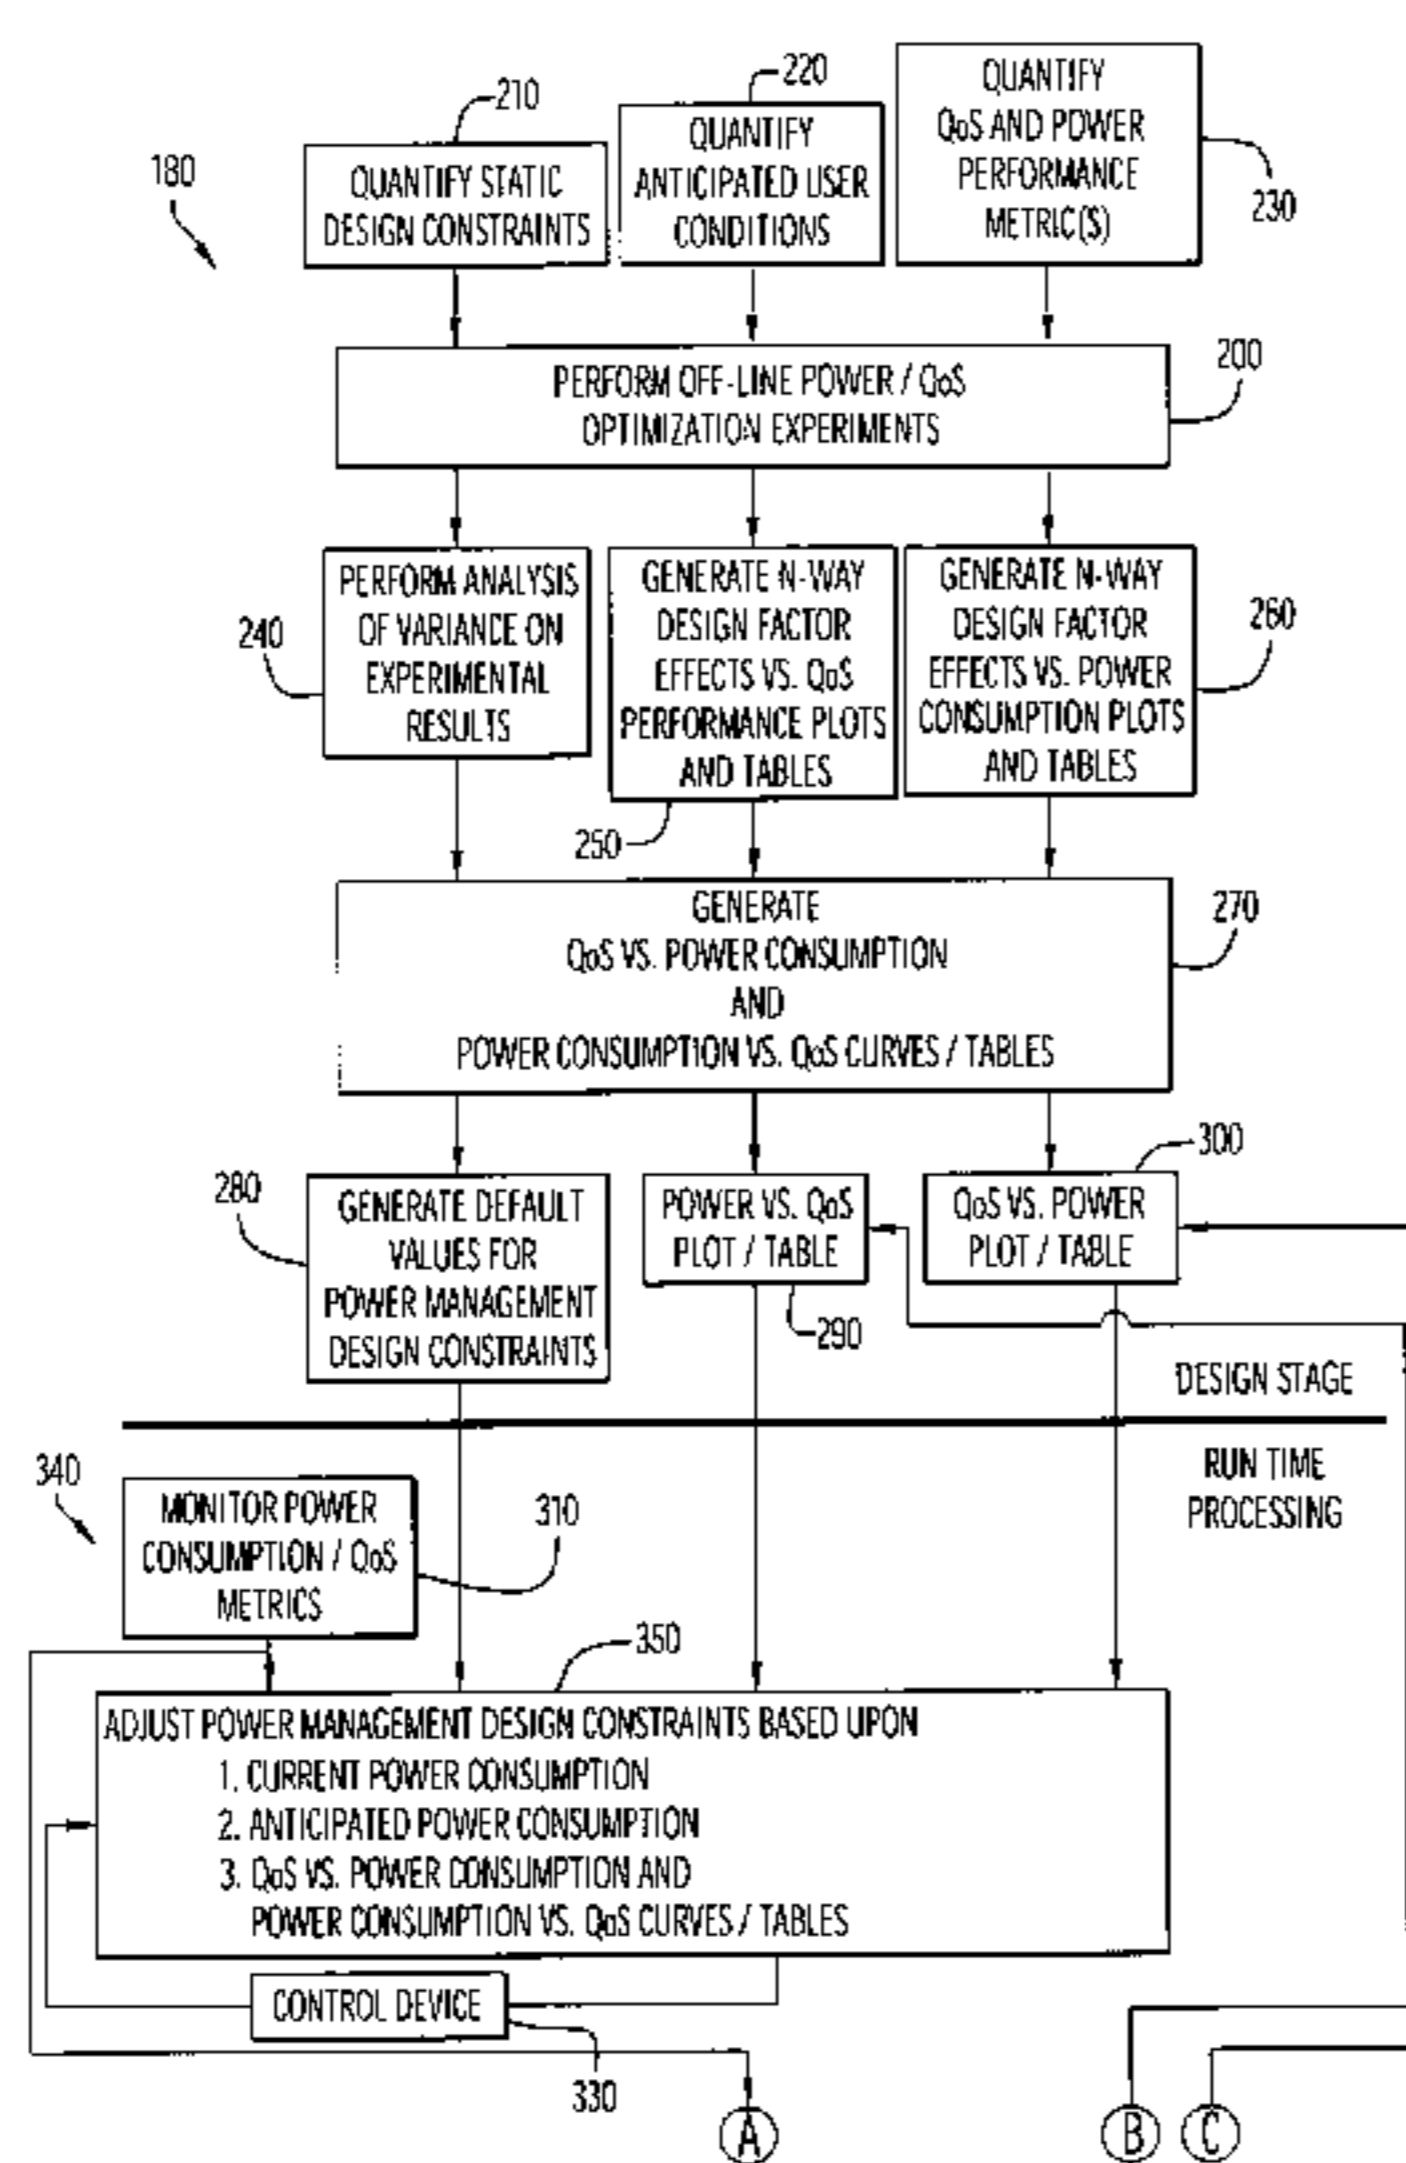 180
210
QUANTIFY STATIC
DESIGN CONSTRAINTS
220
QUANTIFY
ANTICIPATED USER
CONDITIONS
QUANTIFY
QoS AND POWER
PERFORMANCE
METRIC(S)
230
PERFORM OFF-LINE POWER / QoS
OPTIMIZATION EXPERIMENTS
200
240
PERFORM ANALYSIS
OF VARIANCE ON
EXPERIMENTAL
RESULTS
GENERATE N-WAY
DESIGN FACTOR
EFFECTS VS. QoS
PERFORMANCE PLOTS
AND TABLES
250
GENERATE N-WAY
DESIGN FACTOR
EFFECTS VS. POWER
CONSUMPTION PLOTS
AND TABLES
260
GENERATE
QoS VS. POWER CONSUMPTION
AND
POWER CONSUMPTION VS. QoS CURVES / TABLES
270
280
GENERATE DEFAULT
VALUES FOR
POWER MANAGEMENT
DESIGN CONSTRAINTS
POWER VS. QoS
PLOT / TABLE
290
300
QoS VS. POWER
PLOT / TABLE
DESIGN STAGE
RUN TIME
PROCESSING
340
MONITOR POWER
CONSUMPTION / QoS
METRICS
310
350
ADJUST POWER MANAGEMENT DESIGN CONSTRAINTS BASED UPON
1. CURRENT POWER CONSUMPTION
2. ANTICIPATED POWER CONSUMPTION
3. QoS VS. POWER CONSUMPTION AND
POWER CONSUMPTION VS. QoS CURVES / TABLES
CONTROL DEVICE
330
A
B
C